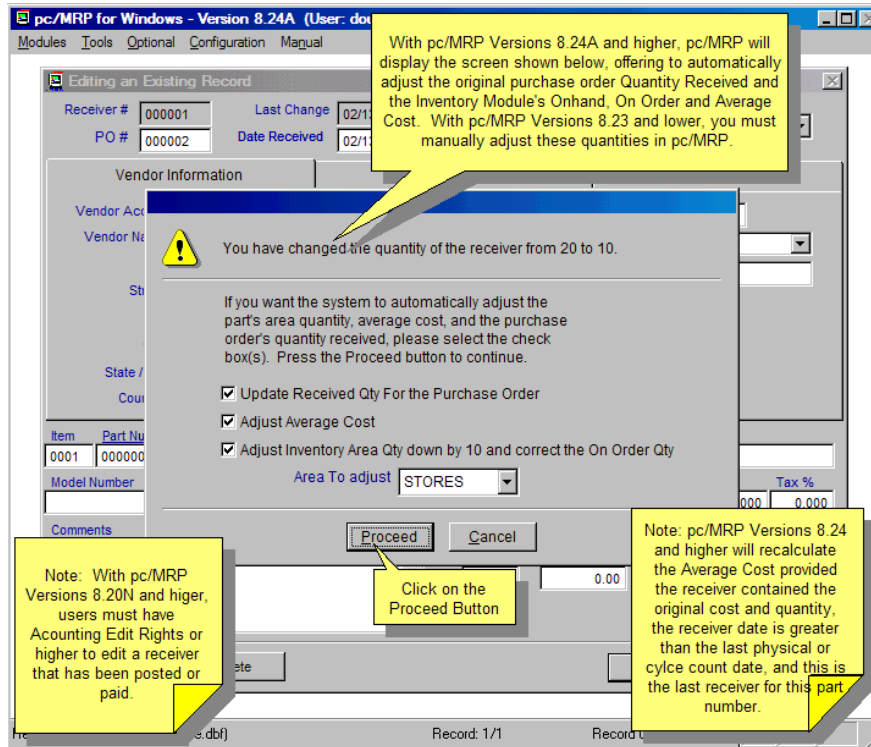 pc/MRP for Windows - Version 8.24A (User: dou
Modules Tools Optional Configuration Manual
With pc/MRP Versions 8.24A and higher, pc/MRP will
display the screen shown below, offering to automatically
adjust the original purchase order Quantity Received and
the Inventory Module's Onhand, On Order and Average
Cost. With pc/MRP Versions 8.23 and lower, you must
manually adjust these quantities in pc/MRP.
Editing an Existing Record
Receiver # 000001 Last Change 02/13
PO # 000002 Date Received 02/13
Vendor Information
Vendor Acc
Vendor Na
Str
State /
Cour
You have changed the quantity of the receiver from 20 to 10.
If you want the system to automatically adjust the
part's area quantity, average cost, and the purchase
order's quantity received, please select the check
box(s). Press the Proceed button to continue.
Update Received Qty For the Purchase Order
Adjust Average Cost
Adjust Inventory Area Qty down by 10 and correct the On Order Qty
Area To adjust STORES
Proceed Cancel
Item Part Nu
0001 000000
Model Number Tax %
000 0.000
Comments
Click on the
Proceed Button
0.00
Note: With pc/MRP
Versions 8.20N and higer,
users must have
Acounting Edit Rights or
higher to edit a receiver
that has been posted or
paid.
Note: pc/MRP Versions 8.24
and higher will recalculate
the Average Cost provided
the receiver contained the
original cost and quantity,
the receiver date is greater
than the last physical or
cylce count date, and this is
the last receiver for this part
number.
ete
e.dbf) Record: 1/1 Record